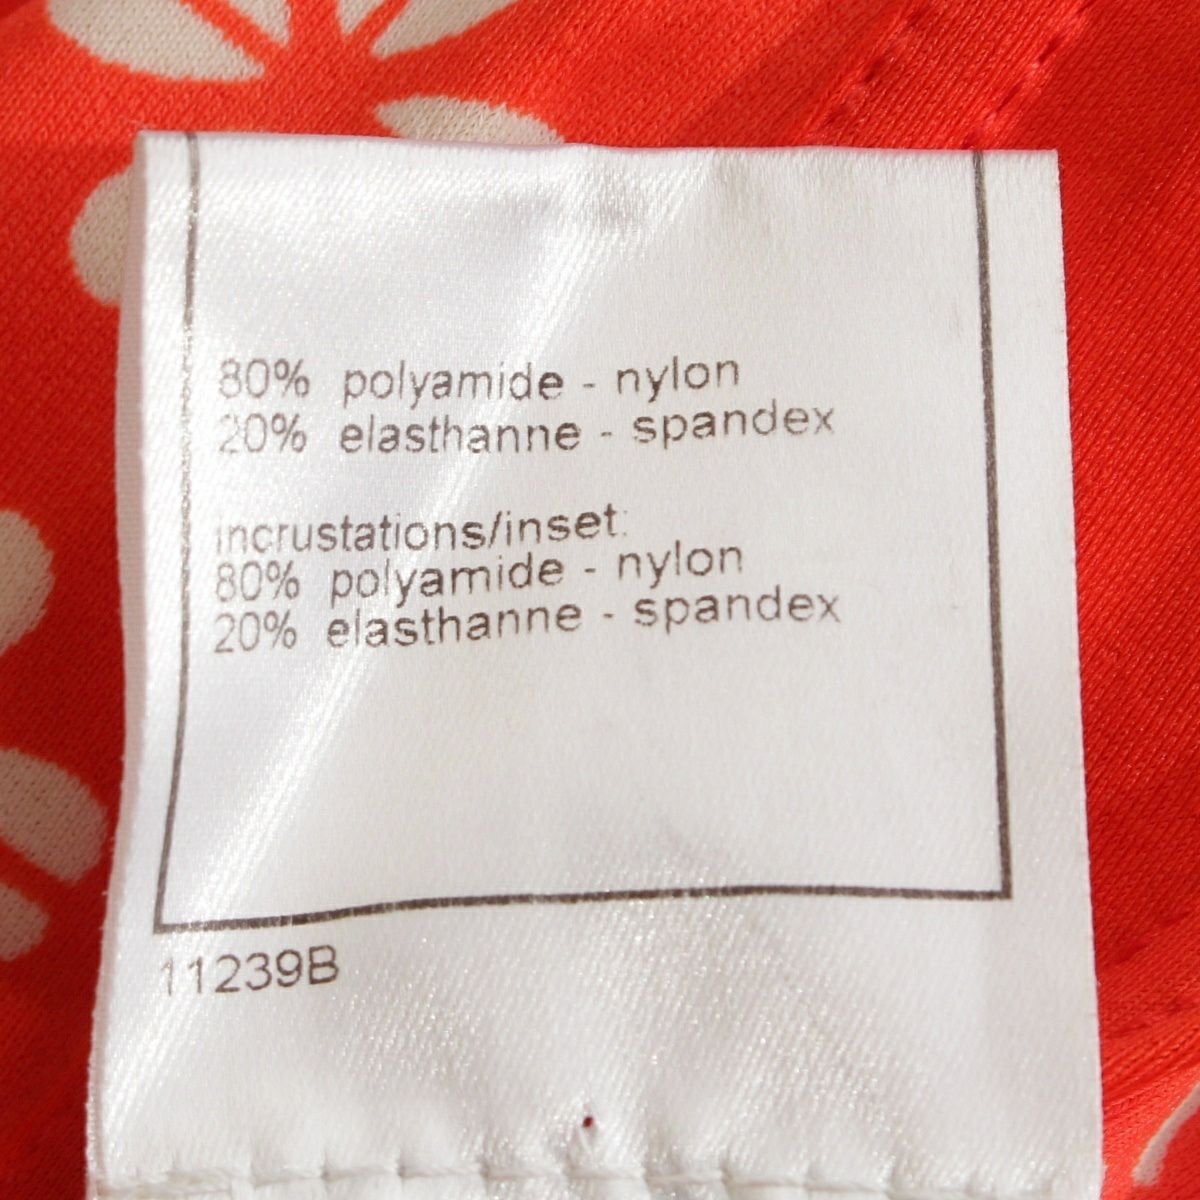 80% polyamide - nylon
20% elasthanne - spandex
incrustations/inset:
80% polyamide - nylon
20% elasthanne - spandex
11239B